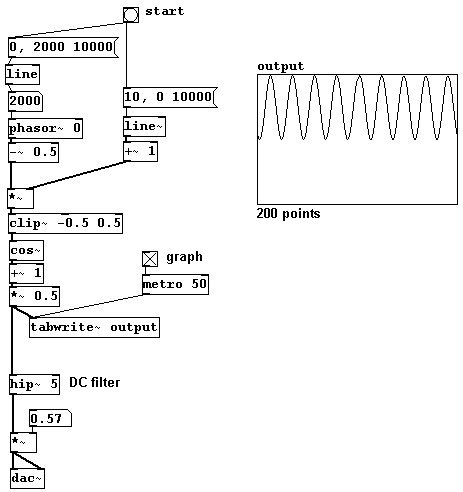 start
0, 2000 10000
line
2000
10, 0 10000
phasor~ 0
line~
-~ 0.5
+~ 1
*~
clip~ -0.5 0.5
cos~
+~ 1
*~ 0.5
graph
metro 50
tabwrite~ output
hip~ 5 DC filter
0.57
*~
dac~
output
200 points